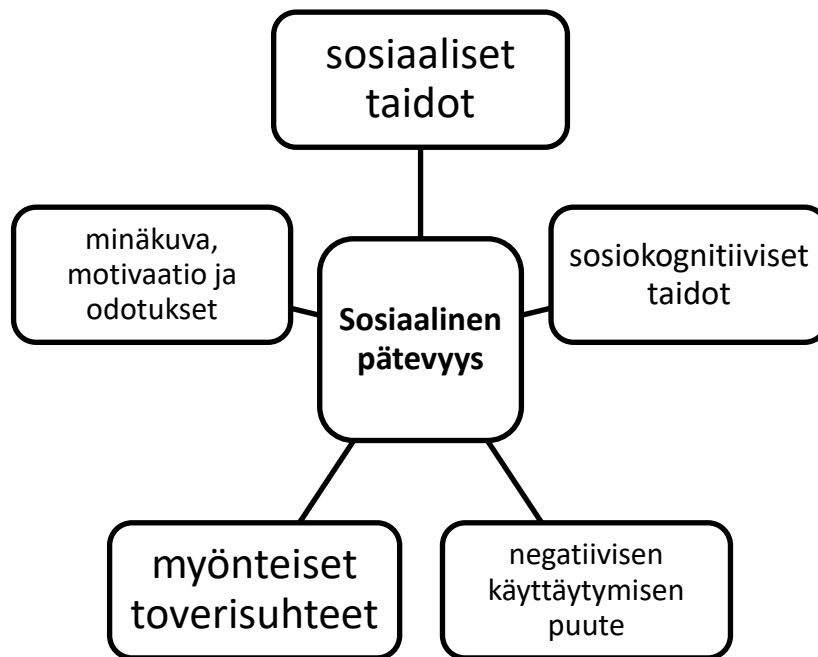 sosiaaliset
taidot
minäkuva,
motivaatio ja
odotukset
sosiokognitiiviset
taidot
Sosiaalinen
pätevyys
myönteiset
toverisuhteet
negatiivisen
käyttäytymisen
puute